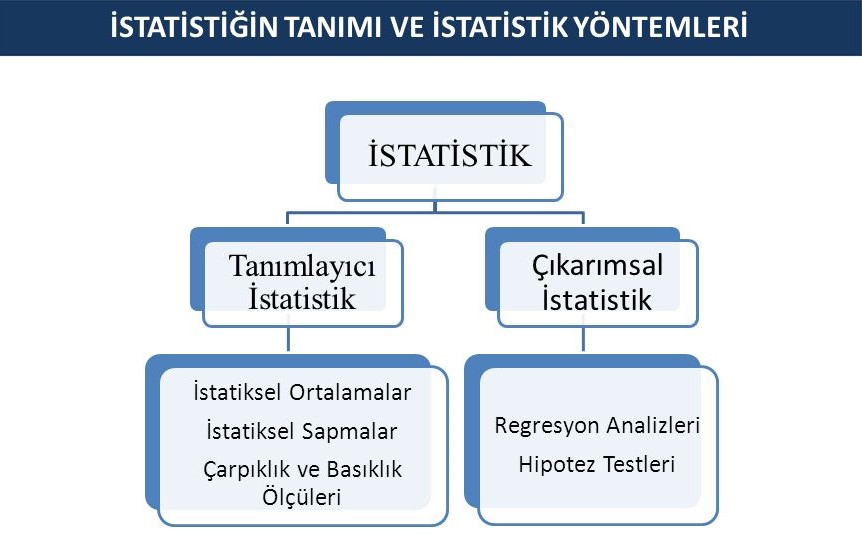 İSTATİSTİĞİN TANIMI VE İSTATİSTİK YÖNTEMLERİ
İSTATİSTİK
Tanımlayıcı
İstatistik
Çıkarımsal
İstatistik
İstatiksel Ortalamalar
İstatiksel Sapmalar
Çarpıklık ve Basıklık
Ölçüleri
Regresyon Analizleri
Hipotez Testleri